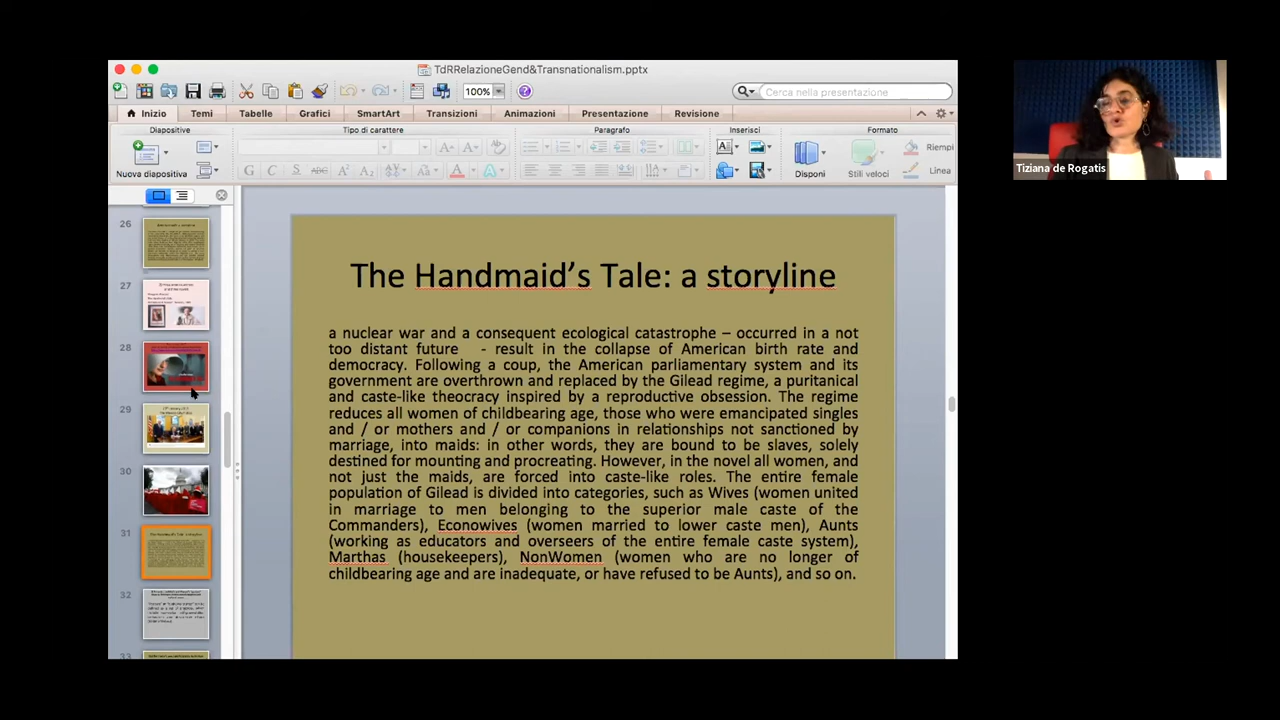 TdRRelazioneGend&Transnationalism.pptx
100%
Cerca nella presentazione
Inizio
Temi
Tabelle
Grafici
SmartArt
Transizioni
Animazioni
Presentazione
Revisione
Diapositive
Tipo di carattere
Paragrafo
Inserisci
Formato
Nuova diapositiva
Disponi
Stili veloci
Riempi
Linea
Tiziana de Rogatis
26
27
28
29
30
31
32
33
The Handmaid's Tale: a storyline
a nuclear war and a consequent ecological catastrophe – occurred in a not
too distant future - result in the collapse of American birth rate and
democracy. Following a coup, the American parliamentary system and its
government are overthrown and replaced by the Gilead regime, a puritanical
and caste-like theocracy inspired by a reproductive obsession. The regime
reduces all women of childbearing age, those who were emancipated singles
and / or mothers and / or companions in relationships not sanctioned by
marriage, into maids: in other words, they are bound to be slaves, solely
destined for mounting and procreating. However, in the novel all women, and
not just the maids, are forced into caste-like roles. The entire female
population of Gilead is divided into categories, such as Wives (women united
in marriage to men belonging to the superior male caste of the
Commanders), Econowives (women married to lower caste men), Aunts
(working as educators and overseers of the entire female caste system),
Marthas (housekeepers), NonWomen (women who are no longer of
childbearing age and are inadequate, or have refused to be Aunts), and so on.